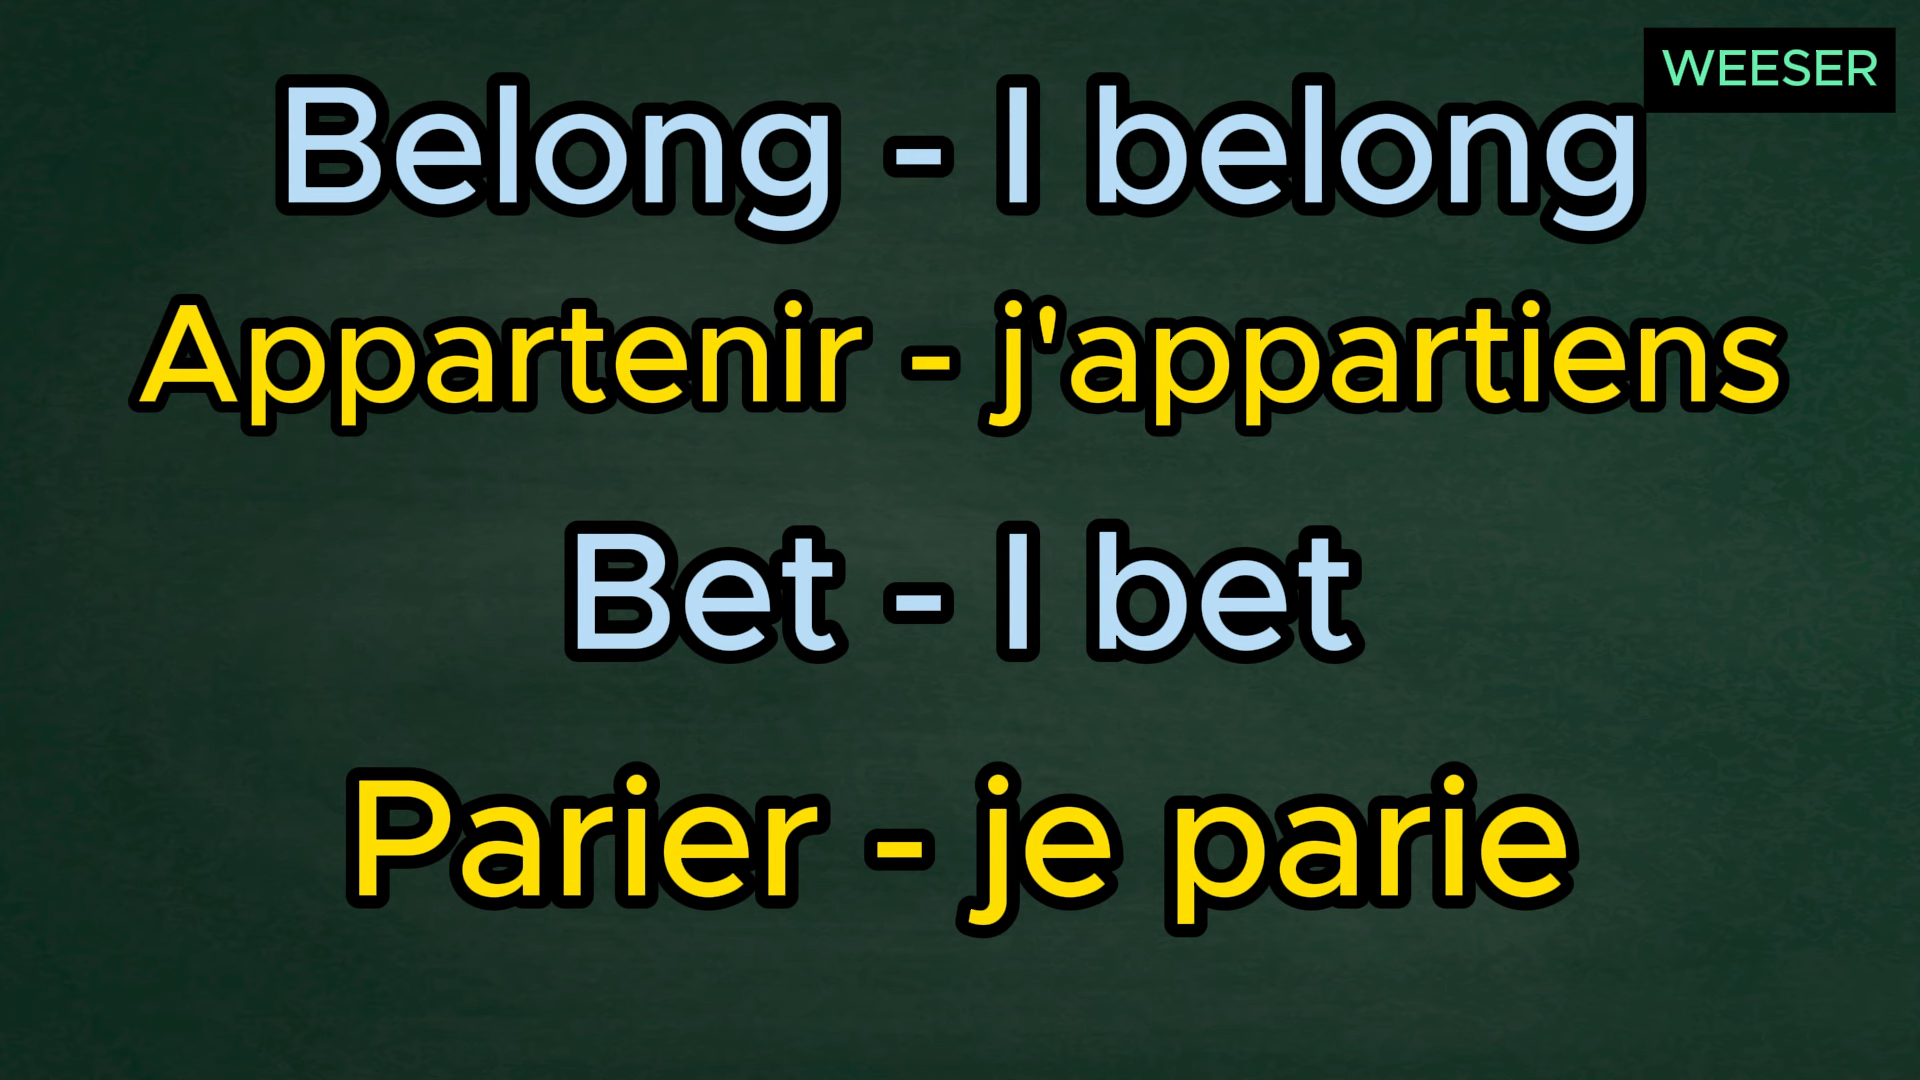 WEESER
Belong - I belong
Appartenir - j'appartiens
Bet - I bet
Parier - je parie